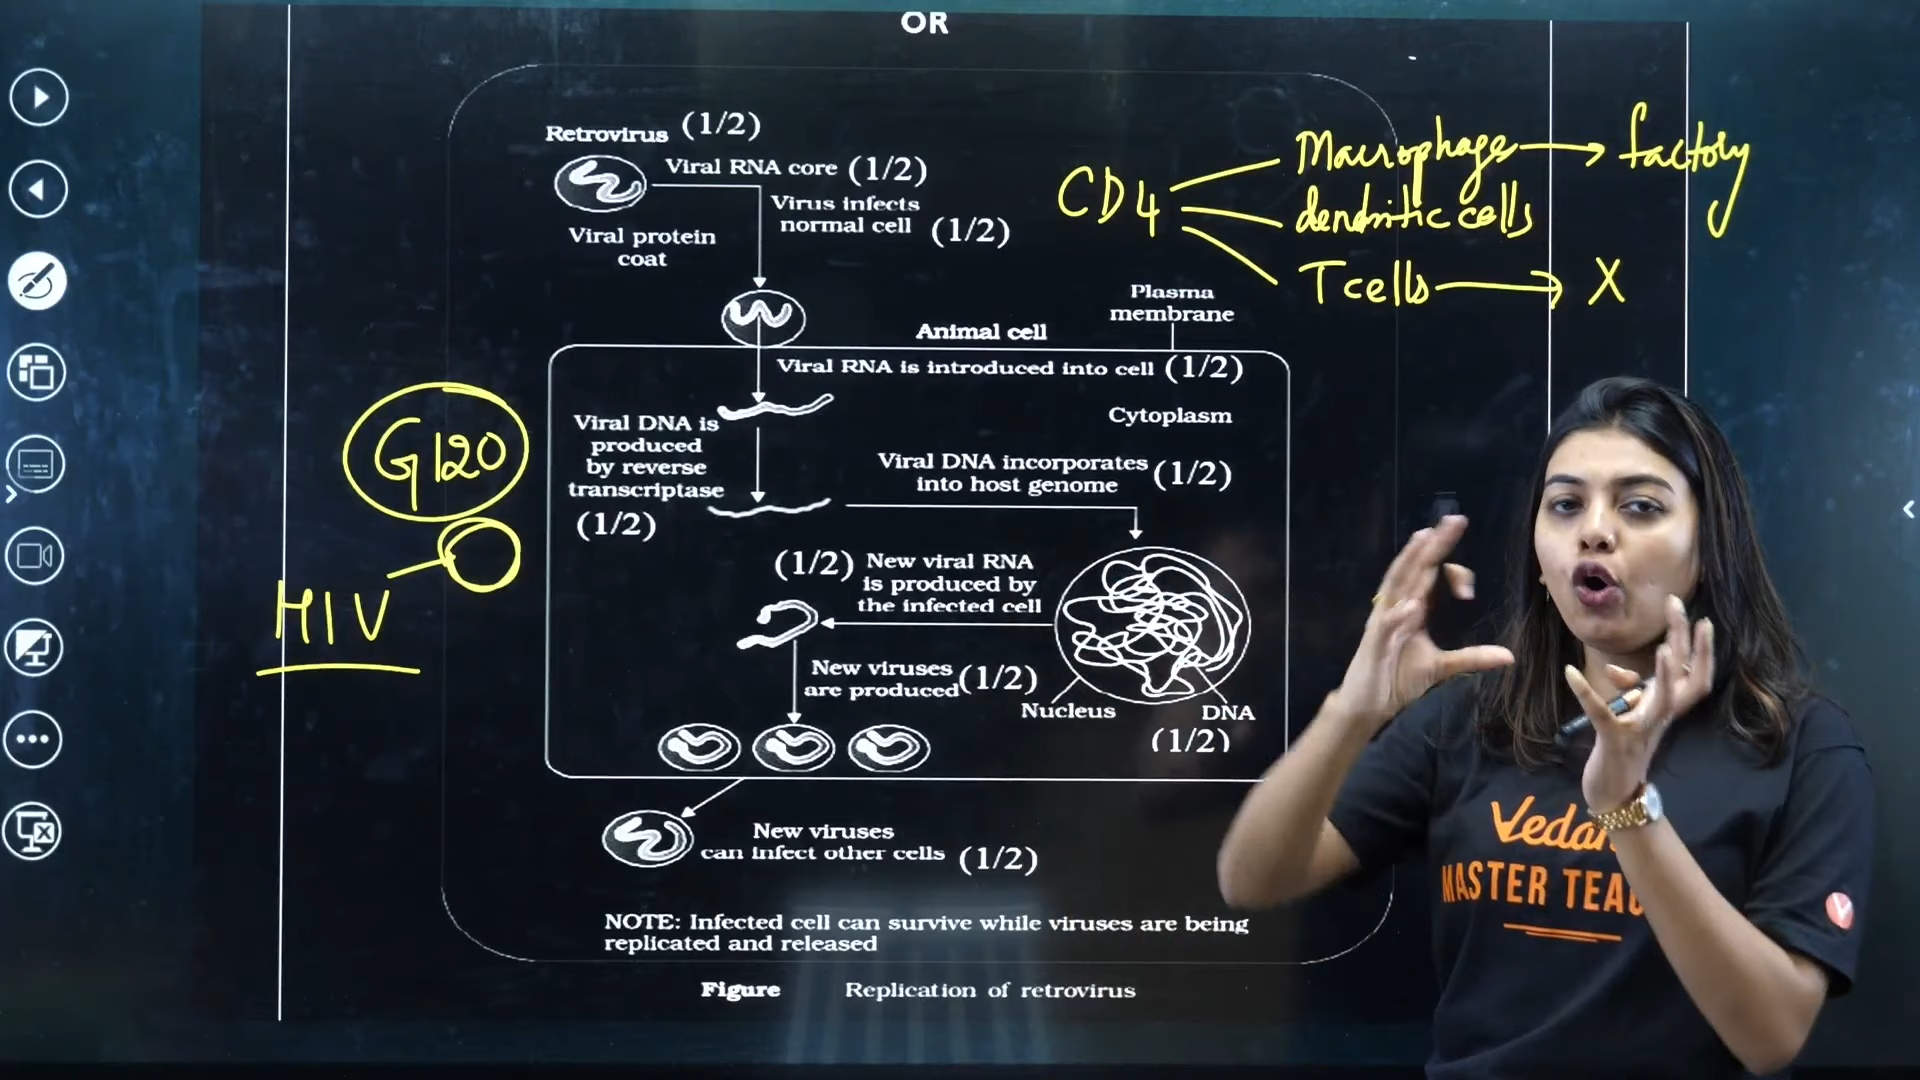 OR
Retrovirus (1/2)
Viral RNA core (1/2)
Virus infects
normal cell (1/2)
Viral protein
coat
CD4
Macrophage → factory
dendritic cells
T cells → X
Plasma
membrane
Animal cell
Viral RNA is introduced into cell (1/2)
Cytoplasm
Viral DNA is
produced
by reverse
transcriptase
(1/2)
Viral DNA incorporates
into host genome (1/2)
G120
HIV
(1/2) New viral RNA
is produced by
the infected cell
New viruses
are produced (1/2)
Nucleus
DNA
(1/2)
New viruses
can infect other cells (1/2)
NOTE: Infected cell can survive while viruses are being
replicated and released
Figure Replication of retrovirus
MASTER
V